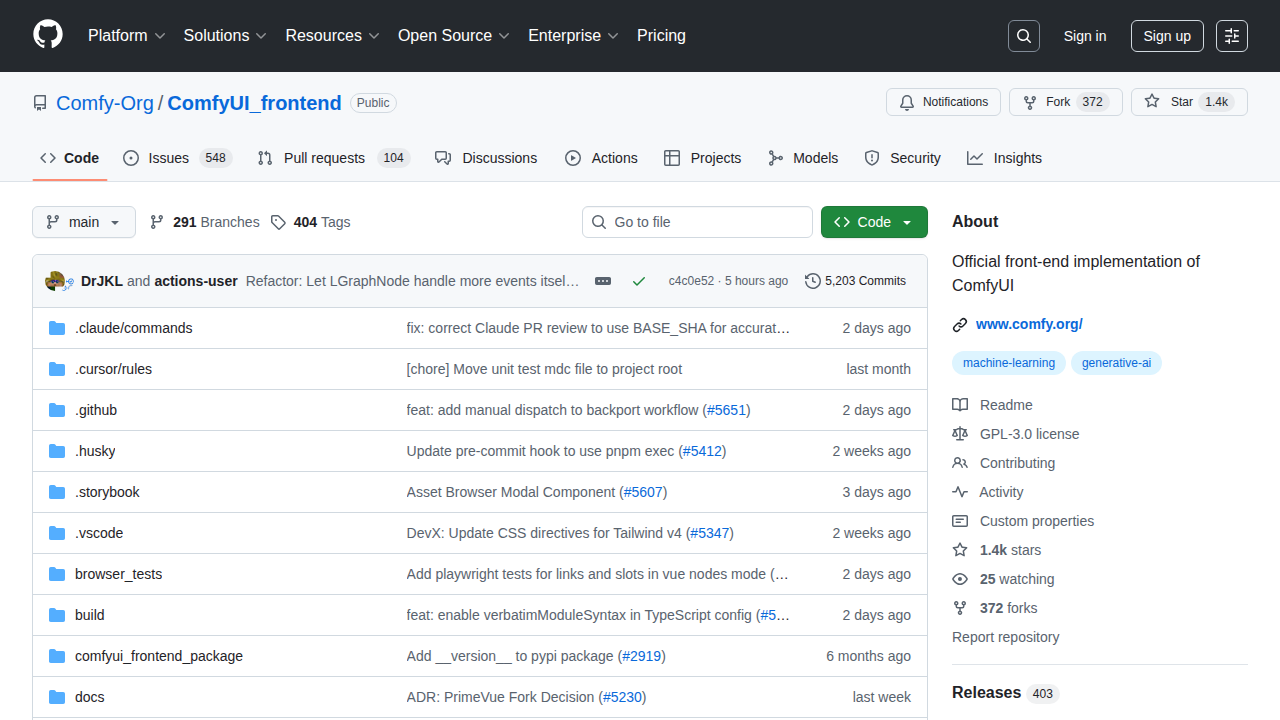 Platform Solutions Resources Open Source Enterprise Pricing Sign in Sign up
Comfy-Org / ComfyUI_frontend Public Notifications Fork 372 Star 1.4k
Code Issues 548 Pull requests 104 Discussions Actions Projects Models Security Insights
main 291 Branches 404 Tags Go to file Code
DrJKL and actions-user Refactor: Let LGraphNode handle more events itsel… c4c0e52 · 5 hours ago 5,203 Commits
.claude/commands fix: correct Claude PR review to use BASE_SHA for accurat… 2 days ago
.cursor/rules [chore] Move unit test mdc file to project root last month
.github feat: add manual dispatch to backport workflow (#5651) 2 days ago
.husky Update pre-commit hook to use pnpm exec (#5412) 2 weeks ago
.storybook Asset Browser Modal Component (#5607) 3 days ago
.vscode DevX: Update CSS directives for Tailwind v4 (#5347) 2 weeks ago
browser_tests Add playwright tests for links and slots in vue nodes mode (… 2 days ago
build feat: enable verbatimModuleSyntax in TypeScript config (#5… 2 days ago
comfyui_frontend_package Add __version__ to pypi package (#2919) 6 months ago
docs ADR: PrimeVue Fork Decision (#5230) last week
About
Official front-end implementation of
ComfyUI
www.comfy.org/
machine-learning generative-ai
Readme
GPL-3.0 license
Contributing
Activity
Custom properties
1.4k stars
25 watching
372 forks
Report repository
Releases 403